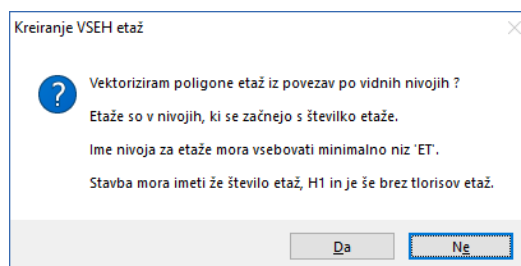 Kreiranje VSEH etaž
Vektoriziram poligone etaž iz povezav po vidnih nivojih ?
Etaže so v nivojih, ki se začnejo s številko etaže.
Ime nivoja za etaže mora vsebovati minimalno niz 'ET'.
Stavba mora imeti že število etaž, H1 in je še brez tlorisov etaž.
Da
Ne